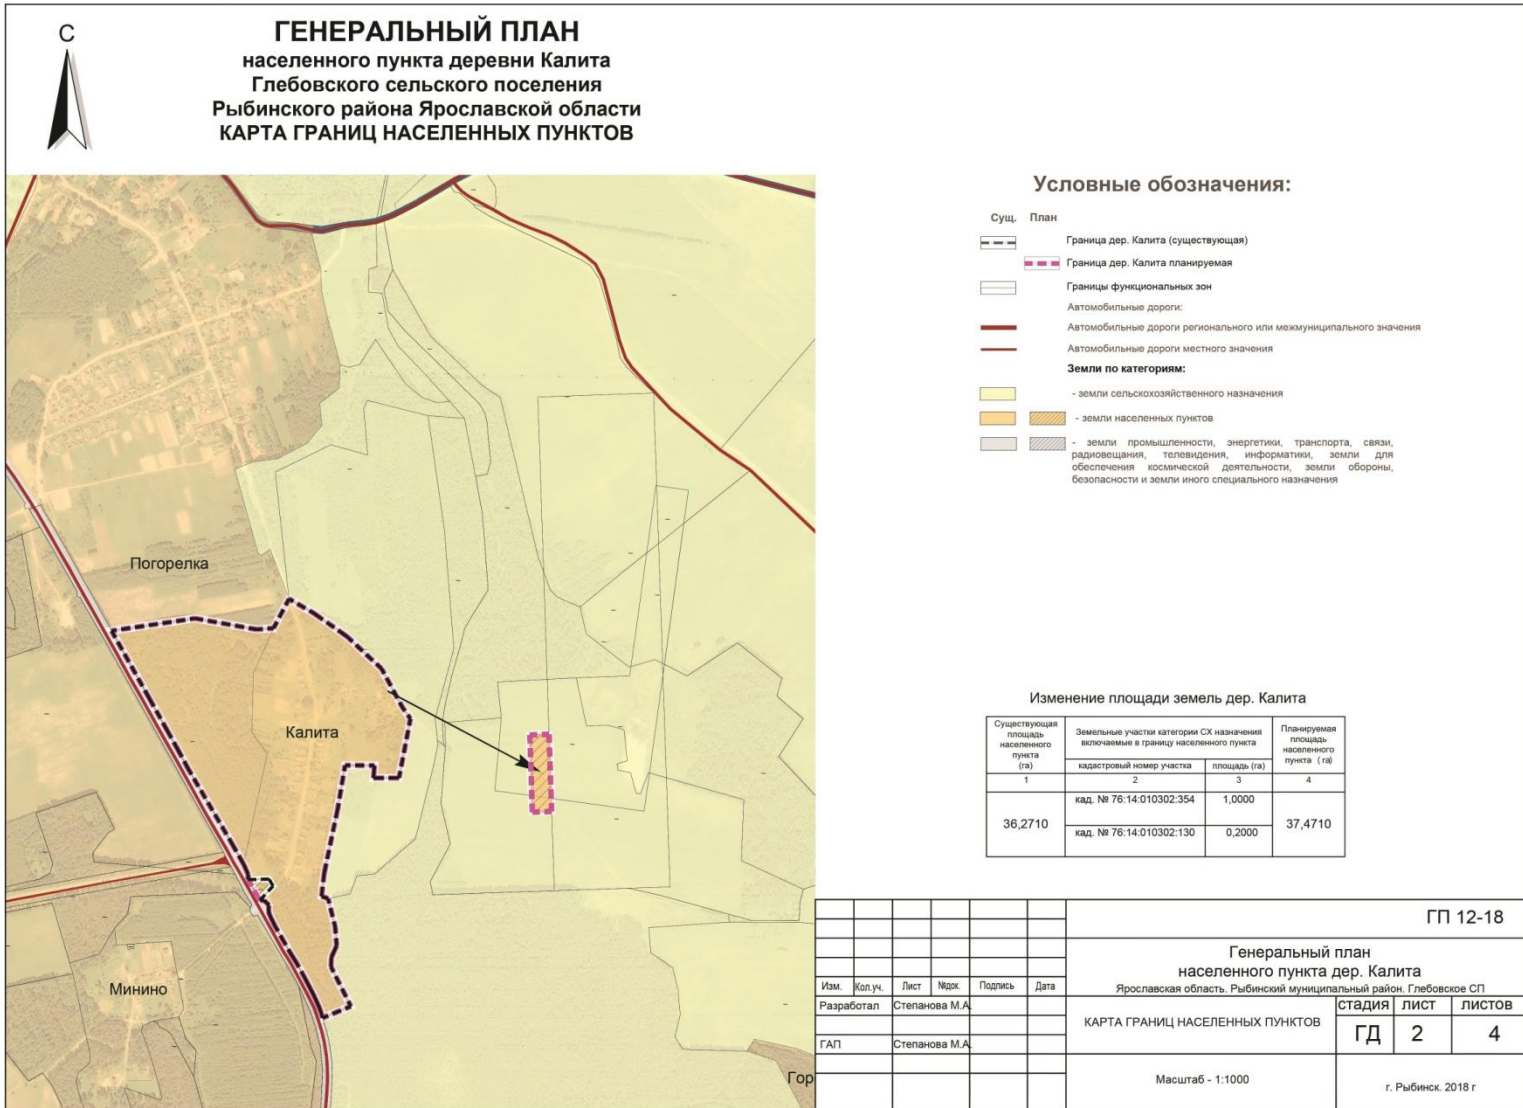 С
ГЕНЕРАЛЬНЫЙ ПЛАН
населенного пункта деревни Калита
Глебовского сельского поселения
Рыбинского района Ярославской области
КАРТА ГРАНИЦ НАСЕЛЕННЫХ ПУНКТОВ
Погорелка
Калита
Минино
Гор
Условные обозначения:
Сущ. План
Граница дер. Калита (существующая)
Граница дер. Калита планируемая
Границы функциональных зон
Автомобильные дороги:
Автомобильные дороги регионального или межмуниципального значения
Автомобильные дороги местного значения
Земли по категориям:
- земли сельскохозяйственного назначения
- земли населенных пунктов
- земли промышленности, энергетики, транспорта, связи,
радиовещания, телевидения, информатики, земли для
обеспечения космической деятельности, земли обороны,
безопасности и земли иного специального назначения
Изменение площади земель дер. Калита
Существующая
площадь
населенного
пункта
(га)
Земельные участки категории СХ назначения
включаемые в границу населенного пункта
кадастровый номер участка
площадь (га)
Планируемая
площадь
населенного
пункта ( га)
1 2 3 4
36,2710
кад. № 76:14:010302:354 1,0000
кад. № 76:14:010302:130 0,2000
37,4710
ГП 12-18
Генеральный план
населенного пункта дер. Калита
Ярославская область. Рыбинский муниципальный район. Глебовское СП
Изм. Кол.уч. Лист №док. Подпись Дата
Разработал Степанова М.А.
ГАП Степанова М.А.
КАРТА ГРАНИЦ НАСЕЛЕННЫХ ПУНКТОВ
стадия лист листов
ГД 2 4
Масштаб - 1:1000
г. Рыбинск. 2018 г